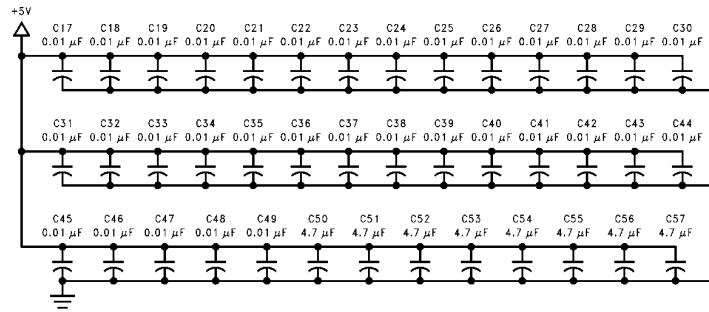 +5V
C17 C18 C19 C20 C21 C22 C23 C24 C25 C26 C27 C28 C29 C30
0.01 µF 0.01 µF 0.01 µF 0.01 µF 0.01 µF 0.01 µF 0.01 µF 0.01 µF 0.01 µF 0.01 µF 0.01 µF 0.01 µF 0.01 µF 0.01 µF
C31 C32 C33 C34 C35 C36 C37 C38 C39 C40 C41 C42 C43 C44
0.01 µF 0.01 µF 0.01 µF 0.01 µF 0.01 µF 0.01 µF 0.01 µF 0.01 µF 0.01 µF 0.01 µF 0.01 µF 0.01 µF 0.01 µF 0.01 µF
C45 C46 C47 C48 C49 C50 C51 C52 C53 C54 C55 C56 C57
0.01 µF 0.01 µF 0.01 µF 0.01 µF 0.01 µF 4.7 µF 4.7 µF 4.7 µF 4.7 µF 4.7 µF 4.7 µF 4.7 µF 4.7 µF